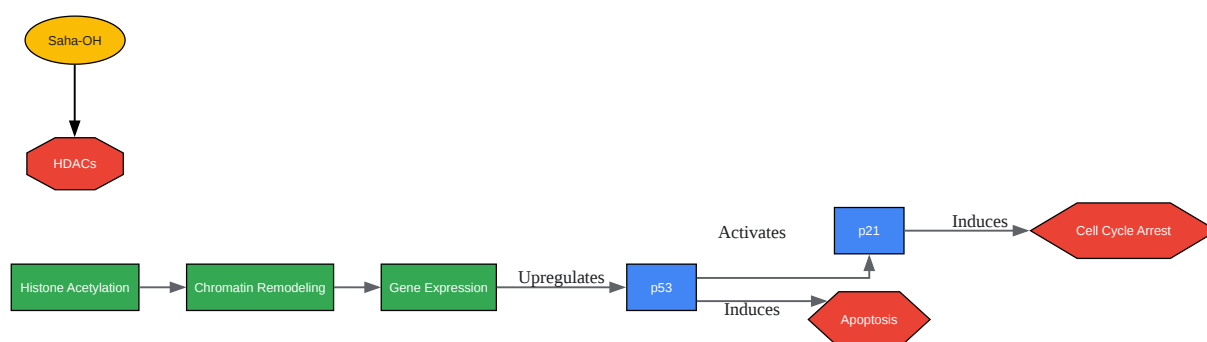 Saha-OH
HDACs
Activates
p21
Induces
Cell Cycle Arrest
Histone Acetylation
Chromatin Remodeling
Gene Expression
Upregulates
p53
Induces
Apoptosis